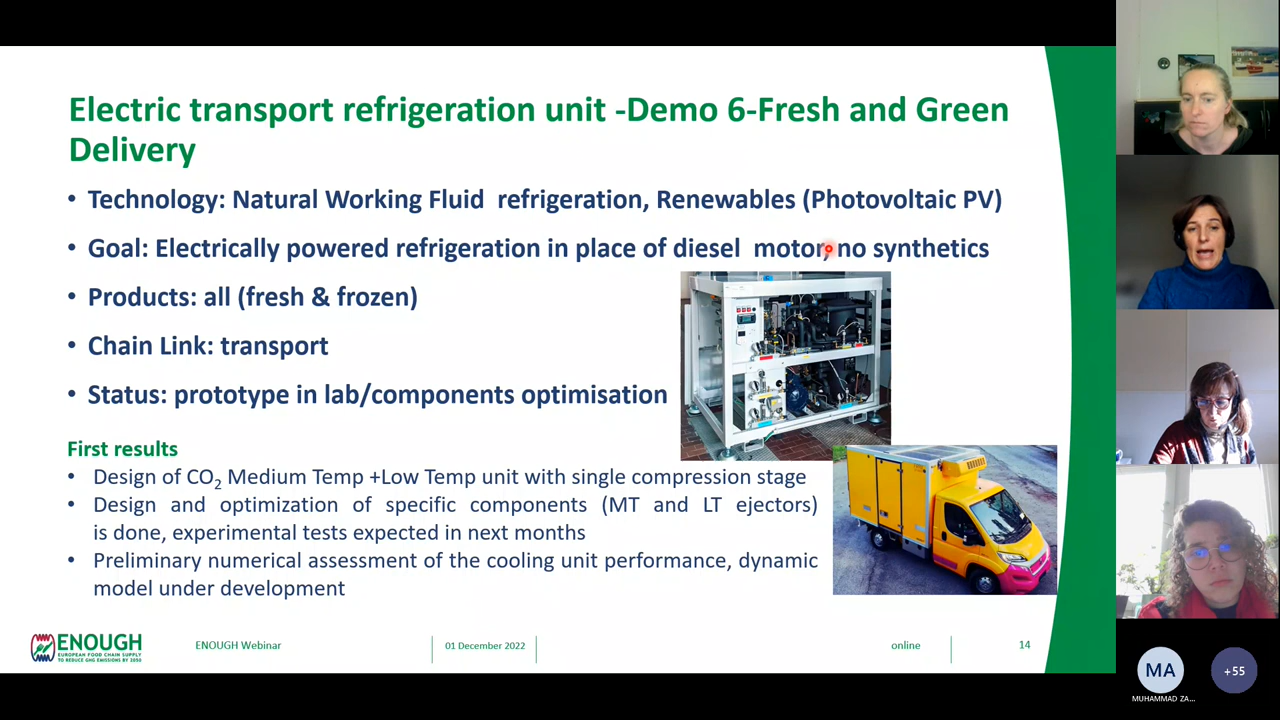 Electric transport refrigeration unit -Demo 6-Fresh and Green
Delivery
• Technology: Natural Working Fluid refrigeration, Renewables (Photovoltaic PV)
• Goal: Electrically powered refrigeration in place of diesel motor, no synthetics
• Products: all (fresh & frozen)
• Chain Link: transport
• Status: prototype in lab/components optimisation
First results
• Design of CO2 Medium Temp +Low Temp unit with single compression stage
• Design and optimization of specific components (MT and LT ejectors)
is done, experimental tests expected in next months
• Preliminary numerical assessment of the cooling unit performance, dynamic
model under development
ENOUGH
EUROPEAN FOOD CHAIN SUPPLY
TO REDUCE GHG EMISSIONS BY 2050
ENOUGH Webinar
01 December 2022
online
14
MA
+55
MUHAMMAD ZA...